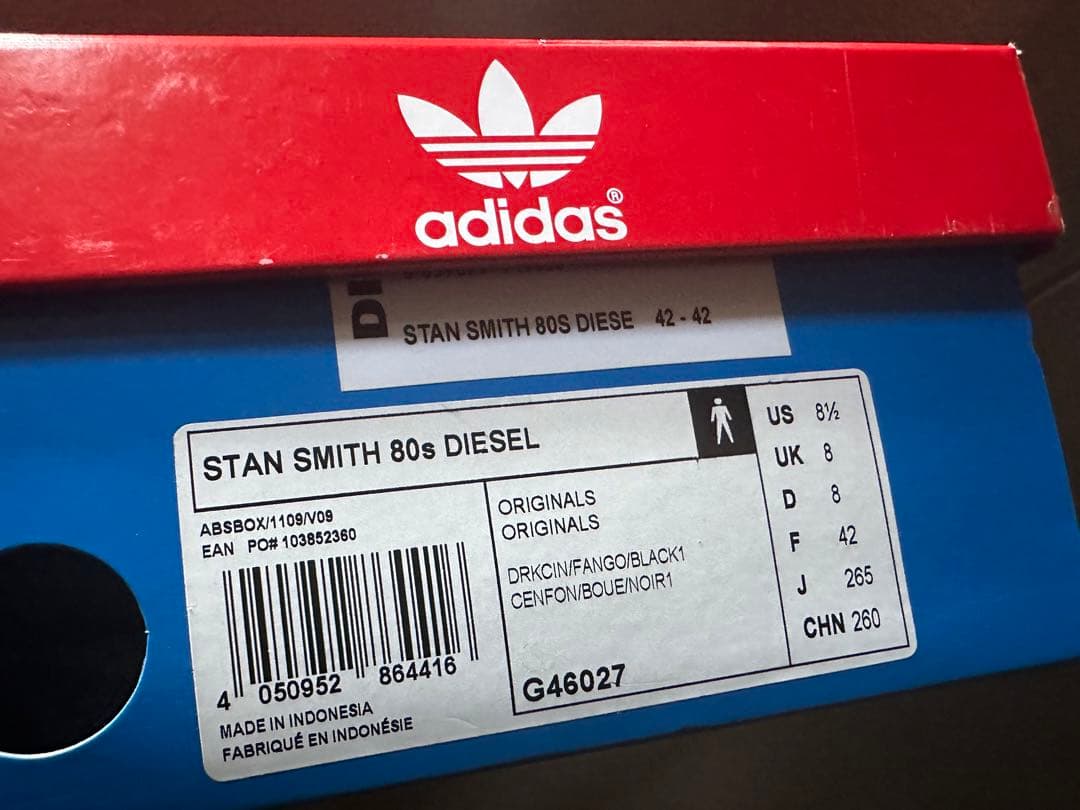 adidas®
STAN SMITH 80S DIESE 42 - 42
STAN SMITH 80s DIESEL
ABSBOX/1109/V09
EAN PO# 103852360
4 050952 864416
MADE IN INDONESIA
FABRIQUÉ EN INDONÉSIE
ORIGINALS
ORIGINALS
DRKCIN/FANGO/BLACK1
CENFON/BOUE/NOIR1
G46027
US 8½
UK 8
D 8
F 42
J 265
CHN 260